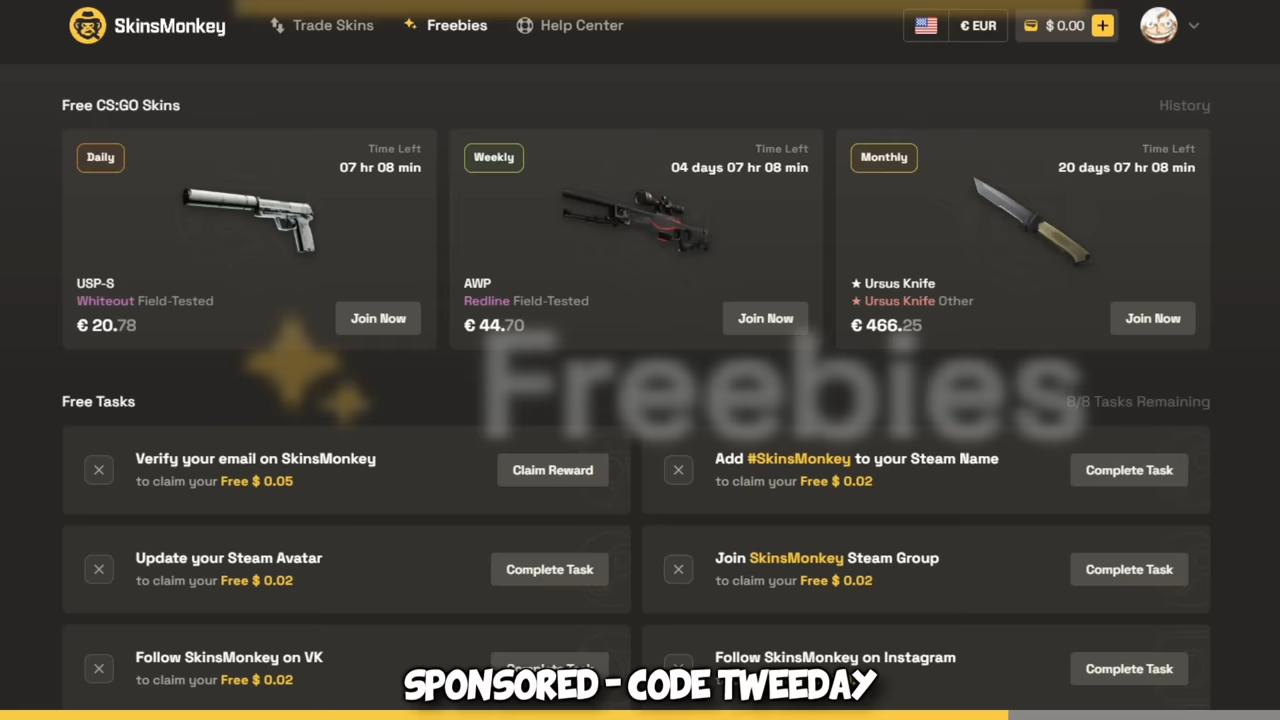 SkinsMonkey
Trade Skins
Freebies
Help Center
€ EUR
$ 0.00
+
Free CS:GO Skins
History
Daily
Time Left
07 hr 08 min
USP-S
Whiteout Field-Tested
€ 20.78
Join Now
Weekly
Time Left
04 days 07 hr 08 min
AWP
Redline Field-Tested
€ 44.70
Join Now
Monthly
Time Left
20 days 07 hr 08 min
★ Ursus Knife
★ Ursus Knife Other
€ 466.25
Join Now
Freebies
Free Tasks
8/8 Tasks Remaining
Verify your email on SkinsMonkey
to claim your Free $ 0.05
Claim Reward
Add #SkinsMonkey to your Steam Name
to claim your Free $ 0.02
Complete Task
Update your Steam Avatar
to claim your Free $ 0.02
Complete Task
Join SkinsMonkey Steam Group
to claim your Free $ 0.02
Complete Task
Follow SkinsMonkey on VK
to claim your Free $ 0.02
Complete Task
Follow SkinsMonkey on Instagram
Complete Task
SPONSORED - CODE TWEEDAY